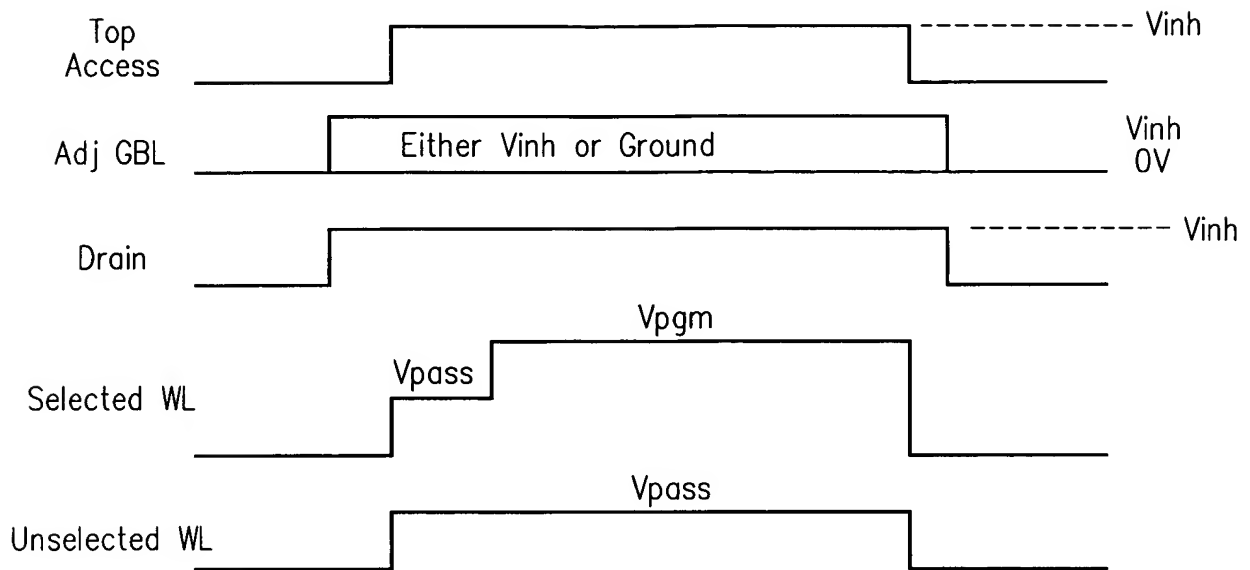 Top
Access
Vinh
Adj GBL
Either Vinh or Ground
Vinh
0V
Drain
Vinh
Vpgm
Vpass
Selected WL
Vpass
Unselected WL